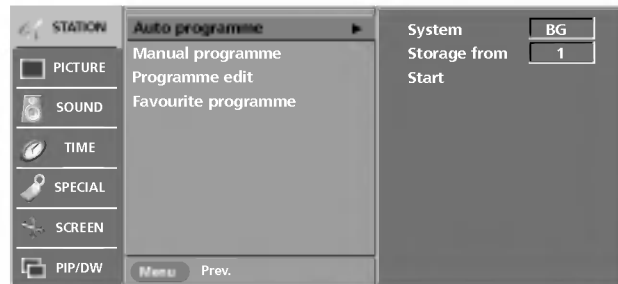 STATION
PICTURE
SOUND
TIME
SPECIAL
SCREEN
PIP/DW
Auto programme
Manual programme
Programme edit
Favourite programme
Menu Prev.
System BG
Storage from 1
Start